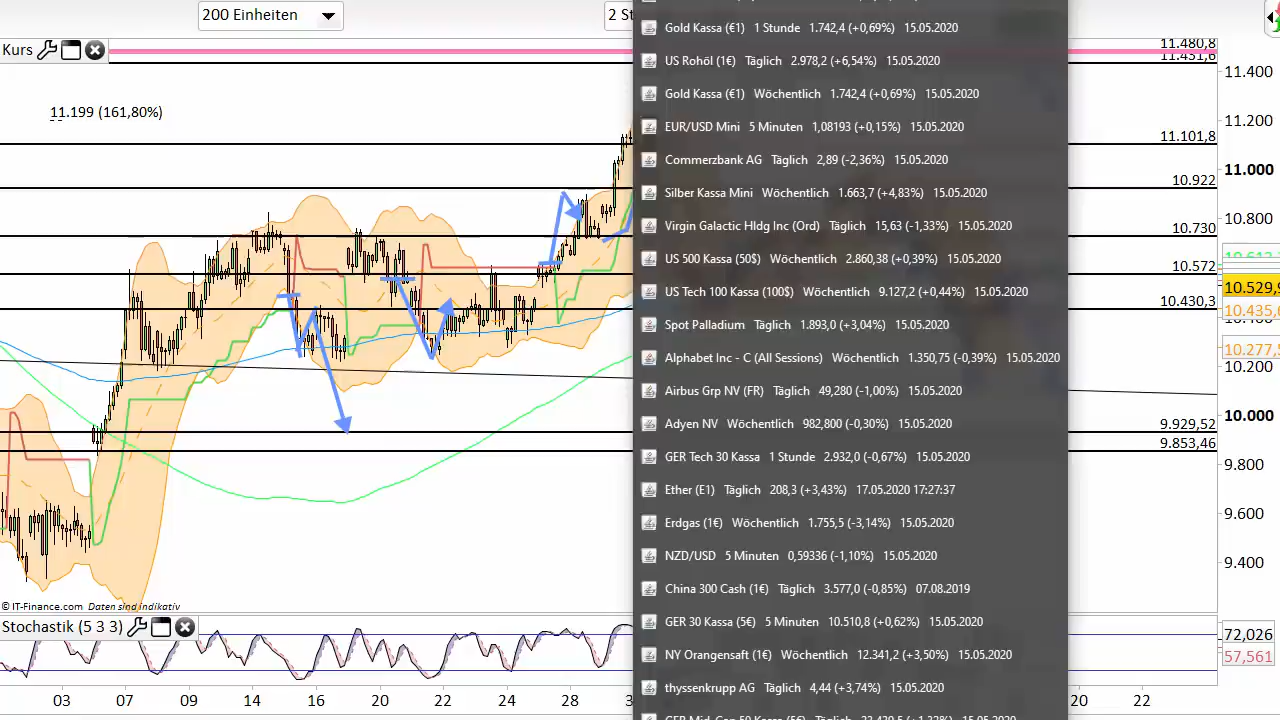 200 Einheiten
2 St
Kurs
11.199 (161,80%)
11.480,8
11.451,6
11.101,8
10.922
10.730
10.572
10.430,3
9.929,52
9.853,46
11.400
11.200
11.000
10.800
10.529,9
10.435,
10.277,5
10.200
10.000
9.800
9.600
9.400
Gold Kassa (€1) 1 Stunde 1.742,4 (+0,69%) 15.05.2020
US Rohöl (1€) Täglich 2.978,2 (+6,54%) 15.05.2020
Gold Kassa (€1) Wöchentlich 1.742,4 (+0,69%) 15.05.2020
EUR/USD Mini 5 Minuten 1,08193 (+0,15%) 15.05.2020
Commerzbank AG Täglich 2,89 (-2,36%) 15.05.2020
Silber Kassa Mini Wöchentlich 1.663,7 (+4,83%) 15.05.2020
Virgin Galactic Hldg Inc (Ord) Täglich 15,63 (-1,33%) 15.05.2020
US 500 Kassa (50$) Wöchentlich 2.860,38 (+0,39%) 15.05.2020
US Tech 100 Kassa (100$) Wöchentlich 9.127,2 (+0,44%) 15.05.2020
Spot Palladium Täglich 1.893,0 (+3,04%) 15.05.2020
Alphabet Inc - C (All Sessions) Wöchentlich 1.350,75 (-0,39%) 15.05.2020
Airbus Grp NV (FR) Täglich 49,280 (-1,00%) 15.05.2020
Adyen NV Wöchentlich 982,800 (-0,30%) 15.05.2020
GER Tech 30 Kassa 1 Stunde 2.932,0 (-0,67%) 15.05.2020
Ether (E1) Täglich 208,3 (+3,43%) 17.05.2020 17:27:37
Erdgas (1€) Wöchentlich 1.755,5 (-3,14%) 15.05.2020
NZD/USD 5 Minuten 0,59336 (-1,10%) 15.05.2020
China 300 Cash (1€) Täglich 3.577,0 (-0,85%) 07.08.2019
GER 30 Kassa (5€) 5 Minuten 10.510,8 (+0,62%) 15.05.2020
NY Orangensaft (1€) Wöchentlich 12.341,2 (+3,50%) 15.05.2020
thyssenkrupp AG Täglich 4,44 (+3,74%) 15.05.2020
© IT-Finance.com Daten sind indikativ
Stochastik (5 3 3)
72,026
57,561
03 07 09 14 16 20 22 24 28 3 20 22